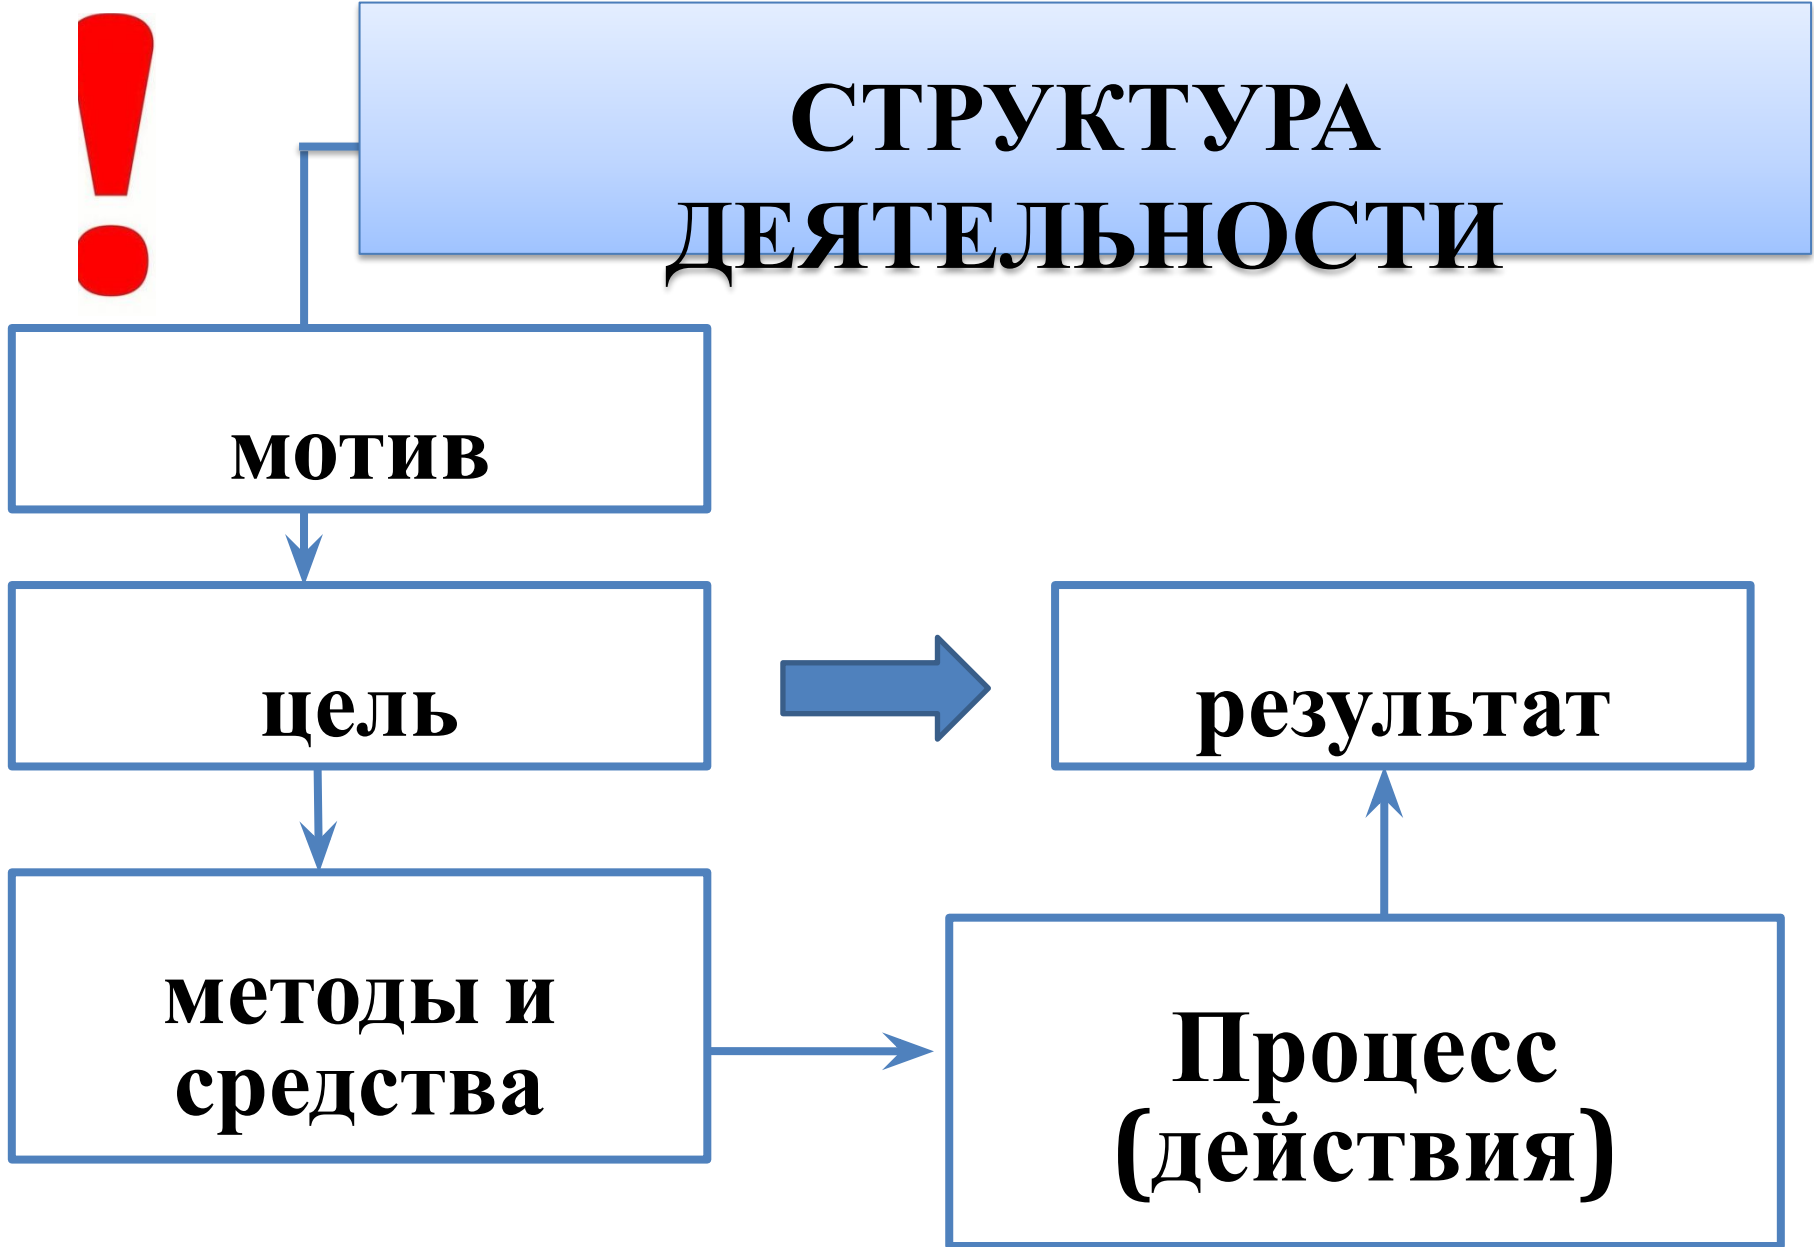 !
СТРУКТУРА
ДЕЯТЕЛЬНОСТИ
мотив
цель
результат
методы и
средства
Процесс
(действия)